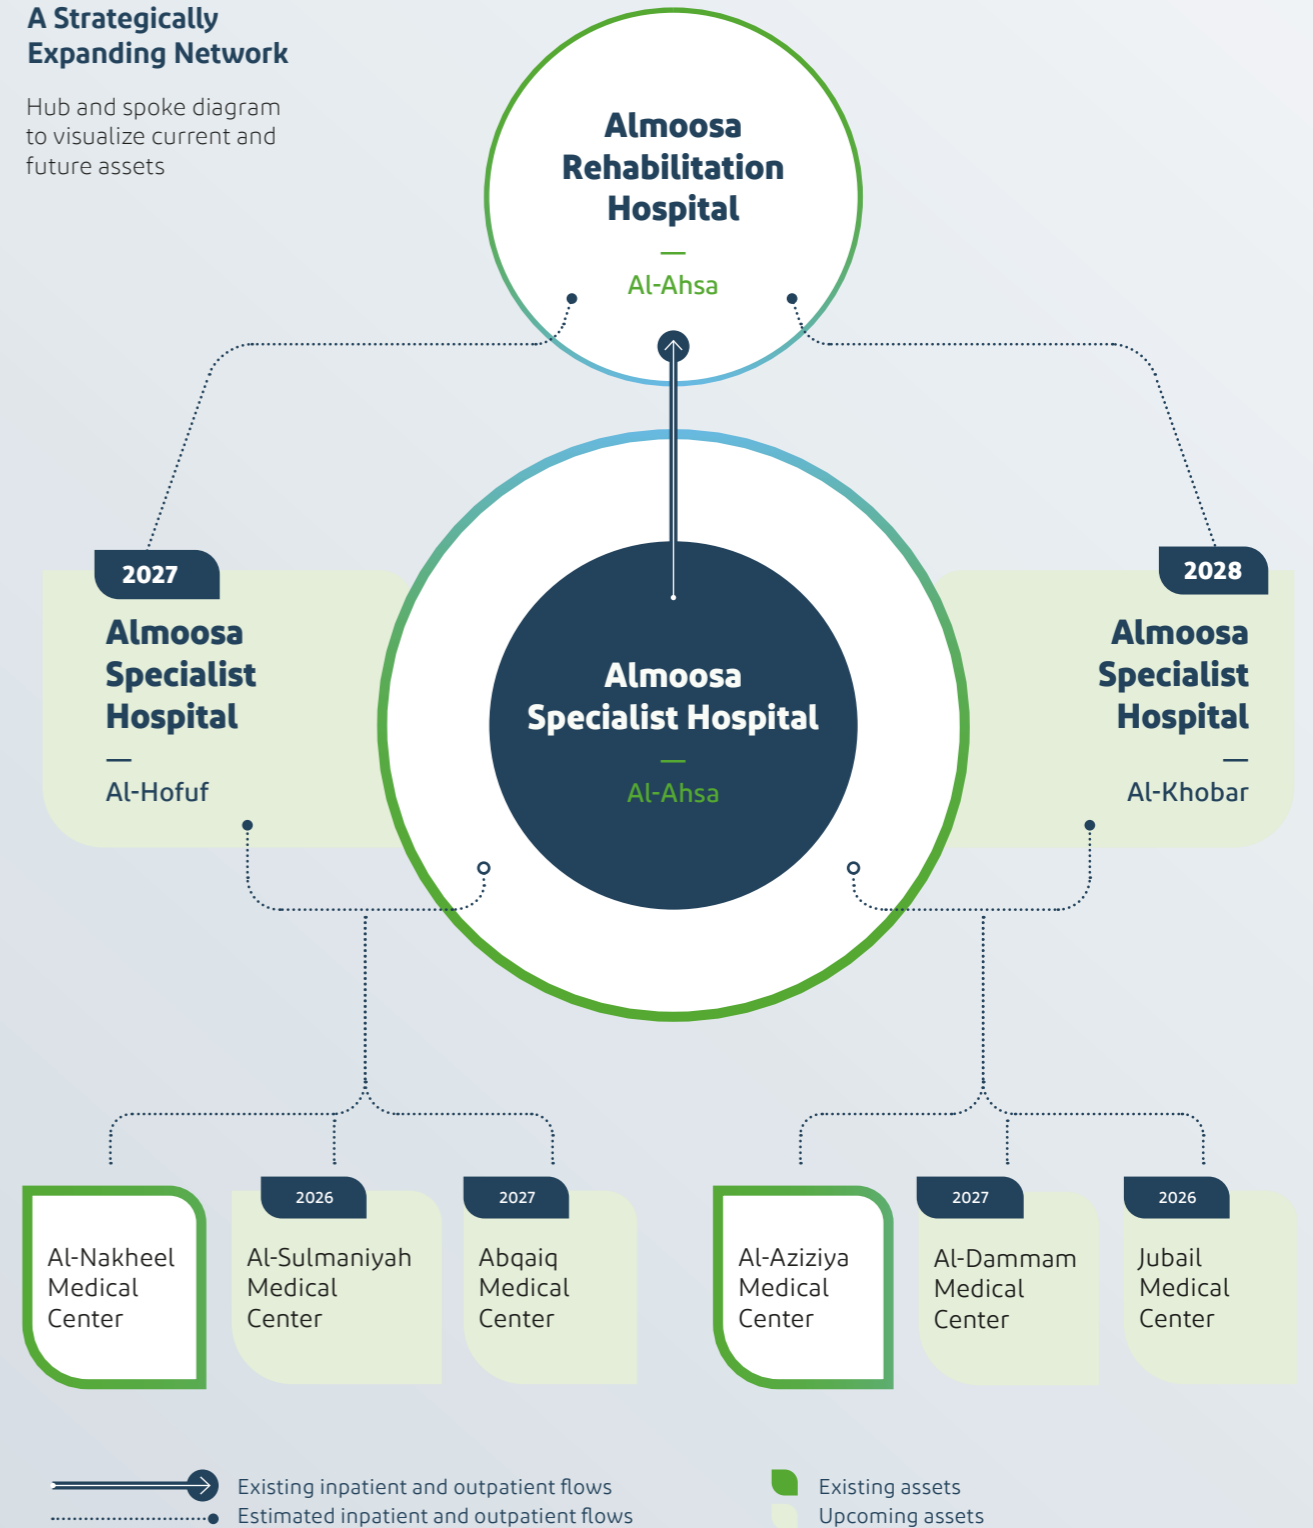 A Strategically
Expanding Network
Hub and spoke diagram
to visualize current and
future assets
Almoosa
Rehabilitation
Hospital
—
Al-Ahsa
2027
Almoosa
Specialist
Hospital
—
Al-Hofuf
Almoosa
Specialist Hospital
—
Al-Ahsa
2028
Almoosa
Specialist
Hospital
—
Al-Khobar
Al-Nakheel
Medical
Center
2026
Al-Sulmaniyah
Medical
Center
2027
Abqaiq
Medical
Center
Al-Aziziya
Medical
Center
2027
Al-Dammam
Medical
Center
2026
Jubail
Medical
Center
Existing inpatient and outpatient flows
Estimated inpatient and outpatient flows
Existing assets
Upcoming assets